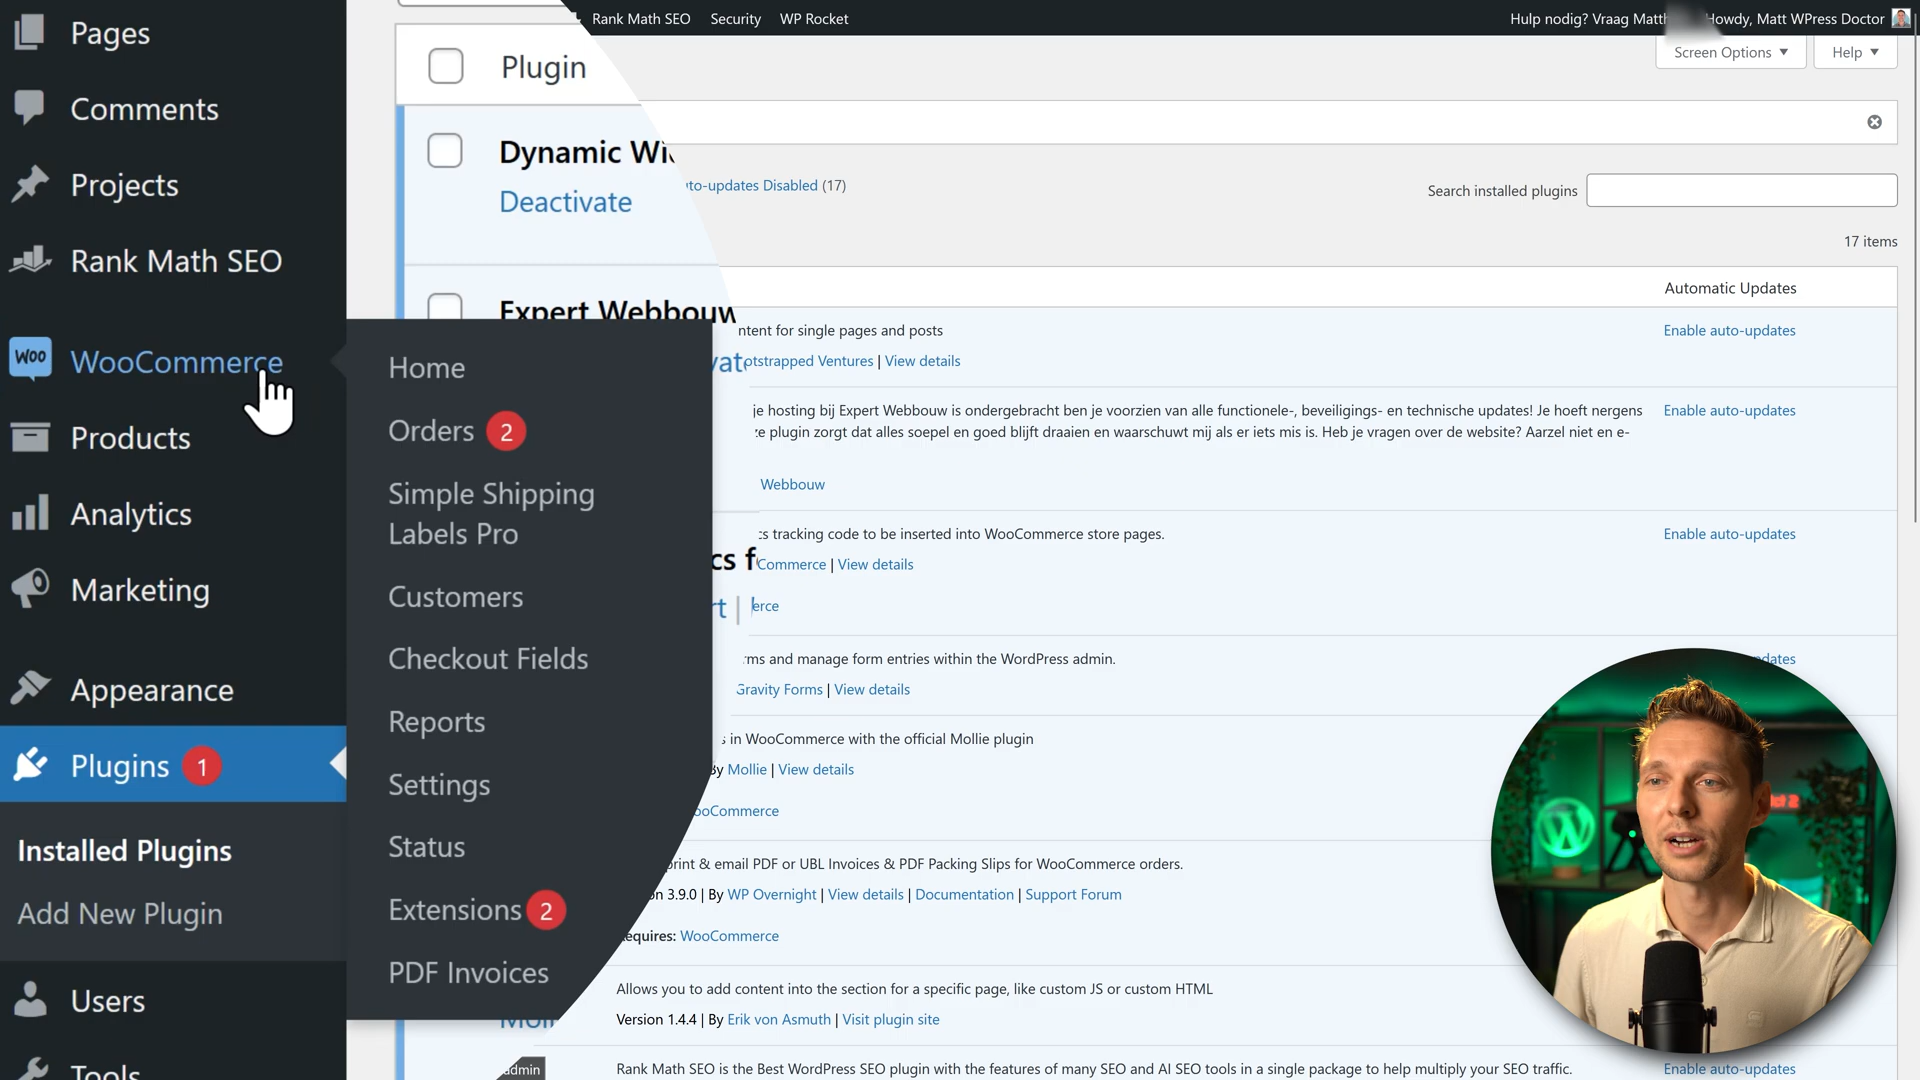 Pages
Comments
Projects
Rank Math SEO
Woo
WooCommerce
Products
Analytics
Marketing
Appearance
Plugins 1
Installed Plugins
Add New Plugin
Users
Tools
Home
Orders 2
Simple Shipping
Labels Pro
Customers
Checkout Fields
Reports
Settings
Status
Extensions 2
PDF Invoices
Plugin
Dynamic
Deactivate
Expert Webbouw
Rank Math SEO Security WP Rocket
Hulp nodig? Vraag Howdy, Matt WPress Doctor
Screen Options ▼ Help ▼
Disabled (17)
Search installed plugins
17 items
Automatic Updates
for single pages and posts
Ventures | View details
Enable auto-updates
je hosting bij Expert Webbouw is ondergebracht ben je voorzien van alle functionele-, beveiligings- en technische updates! Je hoeft nergens
plugin zorgt dat alles soepel en goed blijft draaien en waarschuwt mij als er iets mis is. Heb je vragen over de website? Aarzel niet en e-
Webbouw
Enable auto-updates
tracking code to be inserted into WooCommerce store pages.
Commerce | View details
Enable auto-updates
and manage form entries within the WordPress admin.
Gravity Forms | View details
in WooCommerce with the official Mollie plugin
By Mollie | View details
WooCommerce
print & email PDF or UBL Invoices & PDF Packing Slips for WooCommerce orders.
3.9.0 | By WP Overnight | View details | Documentation | Support Forum
Requires: WooCommerce
Allows you to add content into the section for a specific page, like custom JS or custom HTML
Version 1.4.4 | By Erik von Asmuth | Visit plugin site
admin
Rank Math SEO is the Best WordPress SEO plugin with the features of many SEO and AI SEO tools in a single package to help multiply your SEO traffic.
Enable auto-updates